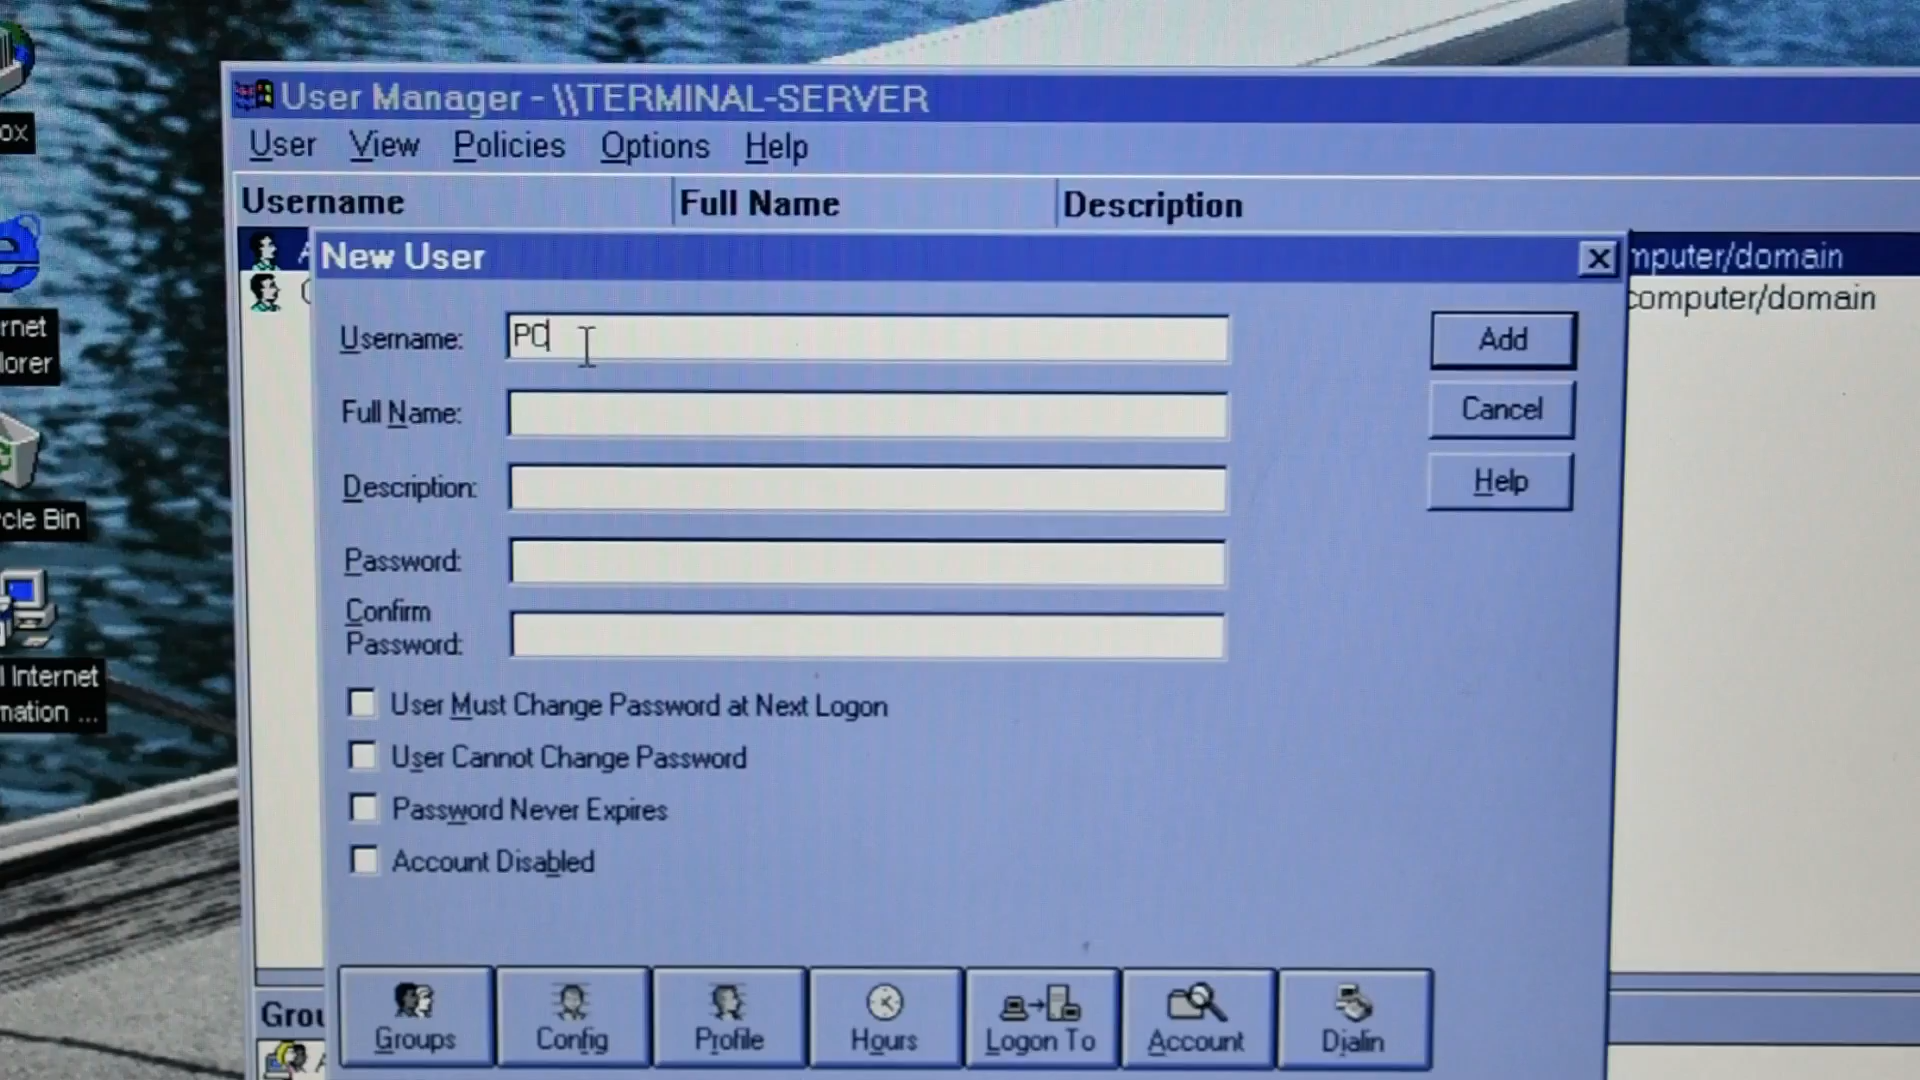 User Manager - \\TERMINAL-SERVER
User View Policies Options Help
Username Full Name Description
New User
mputer/domain
computer/domain
Username: PC
Add
Full Name:
Cancel
Description:
Help
Password:
Confirm
Password:
User Must Change Password at Next Logon
User Cannot Change Password
Password Never Expires
Account Disabled
Groups Config Profile Hours Logon To Account Dialin
Grou
ox
rnet
lorer
cle Bin
l Internet
mation ...